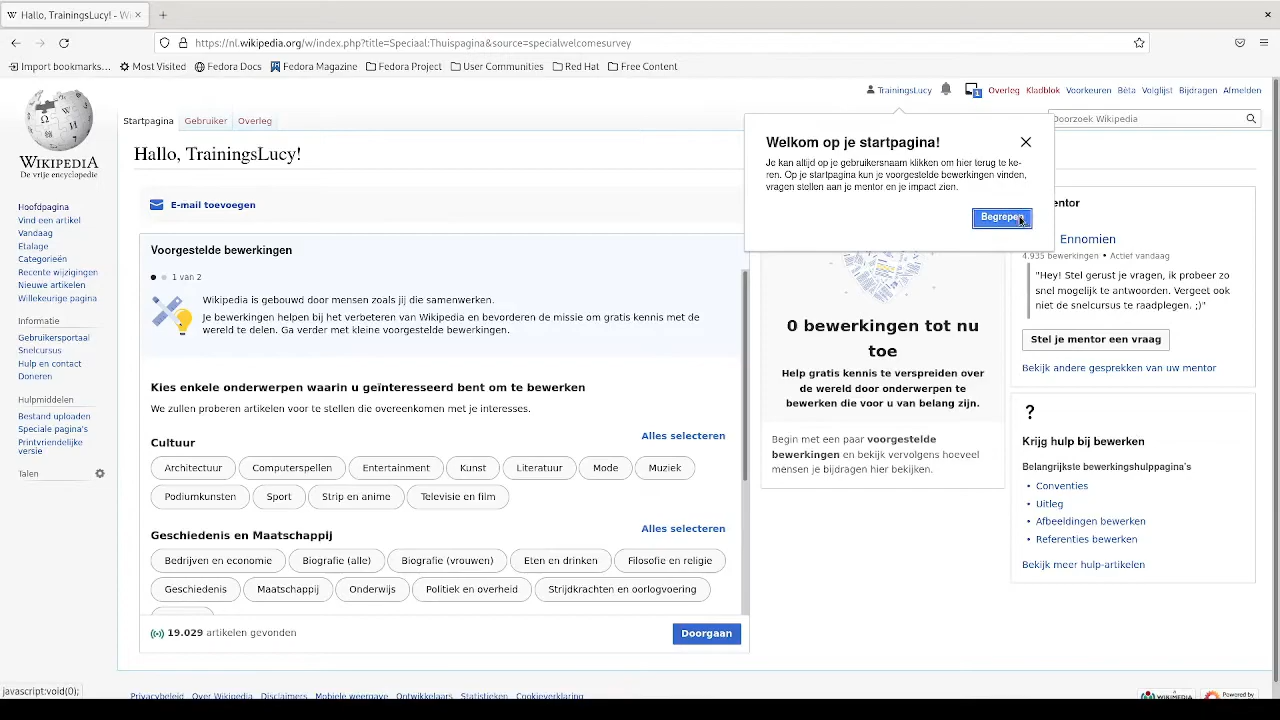 Hallo, TrainingsLucy! - Wi
https://nl.wikipedia.org/w/index.php?title=Speciaal:Thuispagina&source=specialwelcomesurvey
Import bookmarks... Most Visited Fedora Docs Fedora Magazine Fedora Project User Communities Red Hat Free Content
TrainingsLucy 1 Overleg Kladblok Voorkeuren Bèta Volglijst Bijdragen Afmelden
Startpagina Gebruiker Overleg
Doorzoek Wikipedia
WIKIPEDIA
De vrije encyclopedie
Hoofdpagina
Vind een artikel
Vandaag
Etalage
Categorieën
Recente wijzigingen
Nieuwe artikelen
Willekeurige pagina
Informatie
Gebruikersportaal
Snelcursus
Hulp en contact
Doneren
Hulpmiddelen
Bestand uploaden
Speciale pagina's
Printvriendelijke
versie
Talen
Hallo, TrainingsLucy!
E-mail toevoegen
Welkom op je startpagina!
Je kan altijd op je gebruikersnaam klikken om hier terug te ke-
ren. Op je startpagina kun je voorgestelde bewerkingen vinden,
vragen stellen aan je mentor en je impact zien.
Begrepen
Voorgestelde bewerkingen
1 van 2
Wikipedia is gebouwd door mensen zoals jij die samenwerken.
Je bewerkingen helpen bij het verbeteren van Wikipedia en bevorderen de missie om gratis kennis met de
wereld te delen. Ga verder met kleine voorgestelde bewerkingen.
Kies enkele onderwerpen waarin u geïnteresseerd bent om te bewerken
We zullen proberen artikelen voor te stellen die overeenkomen met je interesses.
Cultuur Alles selecteren
Architectuur Computerspellen Entertainment Kunst Literatuur Mode Muziek
Podiumkunsten Sport Strip en anime Televisie en film
Geschiedenis en Maatschappij Alles selecteren
Bedrijven en economie Biografie (alle) Biografie (vrouwen) Eten en drinken Filosofie en religie
Geschiedenis Maatschappij Onderwijs Politiek en overheid Strijdkrachten en oorlogvoering
19.029 artikelen gevonden
Doorgaan
0 bewerkingen tot nu
toe
Help gratis kennis te verspreiden over
de wereld door onderwerpen te
bewerken die voor u van belang zijn.
Begin met een paar voorgestelde
bewerkingen en bekijk vervolgens hoeveel
mensen je bijdragen hier bekijken.
entor
Ennomien
4.935 bewerkingen • Actief vandaag
"Hey! Stel gerust je vragen, ik probeer zo
snel mogelijk te antwoorden. Vergeet ook
niet de snelcursus te raadplegen. ;)"
Stel je mentor een vraag
Bekijk andere gesprekken van uw mentor
?
Krijg hulp bij bewerken
Belangrijkste bewerkingshulppagina's
• Conventies
• Uitleg
• Afbeeldingen bewerken
• Referenties bewerken
Bekijk meer hulp-artikelen
javascript:void(0);
Privacybeleid Over Wikipedia Disclaimers Mobiele weergave Ontwikkelaars Statistieken Cookieverklaring
WIKIMEDIA Powered by